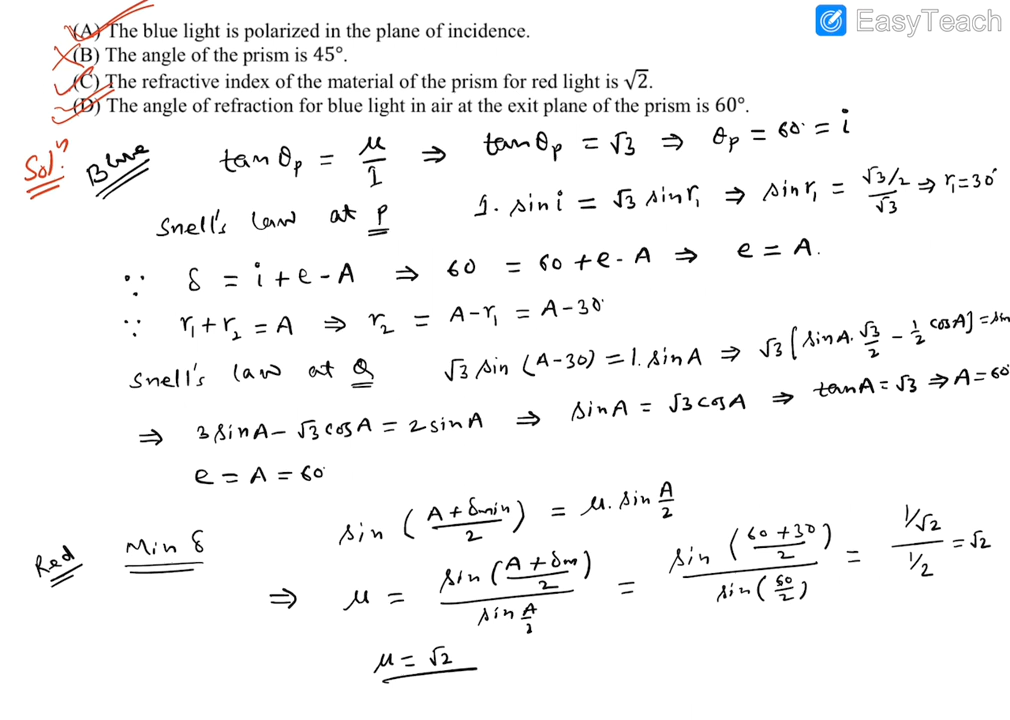 (A) The blue light is polarized in the plane of incidence.
EasyTeach
(B) The angle of the prism is 45°.
(C) The refractive index of the material of the prism for red light is √2.
(D) The angle of refraction for blue light in air at the exit plane of the prism is 60°.
Solⁿ. Blue tan θp = μ/1 ⇒ tan θp = √3 ⇒ θp = 60° = i
Snell's law at P 1. sin i = √3 sin r₁ ⇒ sin r₁ = (√3/2)/√3 ⇒ r₁ = 30°
∵ δ = i + e - A ⇒ 60 = 60 + e - A ⇒ e = A.
∵ r₁ + r₂ = A ⇒ r₂ = A - r₁ = A - 30°
Snell's law at Q √3 sin (A - 30) = 1. sin A ⇒ √3 [sin A. √3/2 - 1/2 cos A] = sin
⇒ 3 sin A - √3 cos A = 2 sin A ⇒ sin A = √3 cos A ⇒ tan A = √3 ⇒ A = 60
e = A = 60°
Red Min δ sin ((A + δmin)/2) = μ. sin A/2
⇒ μ = sin ((A + δm)/2) / sin A/2 = sin ((60 + 30)/2) / sin (60/2) = (1/√2)/(1/2) = √2
μ = √2